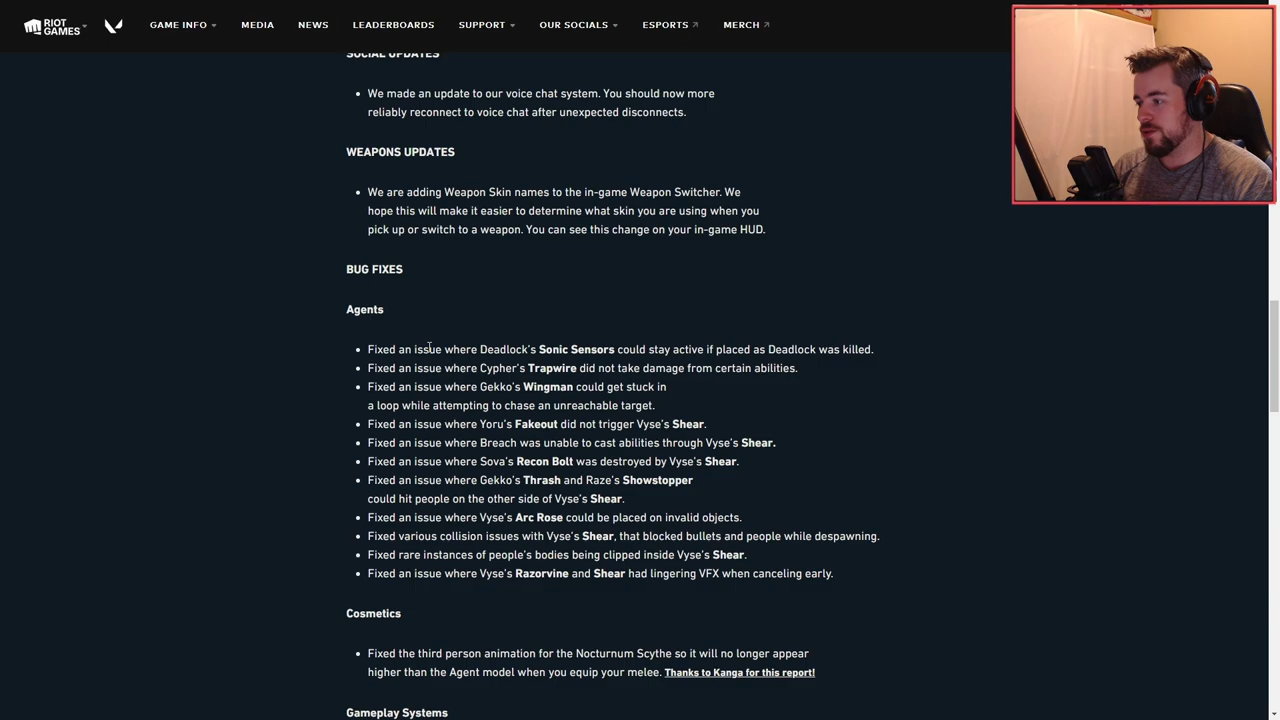 RIOT GAMES
GAME INFO
MEDIA
NEWS
LEADERBOARDS
SUPPORT
OUR SOCIALS
ESPORTS
MERCH
SOCIAL UPDATES
We made an update to our voice chat system. You should now more
reliably reconnect to voice chat after unexpected disconnects.
WEAPONS UPDATES
We are adding Weapon Skin names to the in-game Weapon Switcher. We
hope this will make it easier to determine what skin you are using when you
pick up or switch to a weapon. You can see this change on your in-game HUD.
BUG FIXES
Agents
Fixed an issue where Deadlock's Sonic Sensors could stay active if placed as Deadlock was killed.
Fixed an issue where Cypher's Trapwire did not take damage from certain abilities.
Fixed an issue where Gekko's Wingman could get stuck in
a loop while attempting to chase an unreachable target.
Fixed an issue where Yoru's Fakeout did not trigger Vyse's Shear.
Fixed an issue where Breach was unable to cast abilities through Vyse's Shear.
Fixed an issue where Sova's Recon Bolt was destroyed by Vyse's Shear.
Fixed an issue where Gekko's Thrash and Raze's Showstopper
could hit people on the other side of Vyse's Shear.
Fixed an issue where Vyse's Arc Rose could be placed on invalid objects.
Fixed various collision issues with Vyse's Shear, that blocked bullets and people while despawning.
Fixed rare instances of people's bodies being clipped inside Vyse's Shear.
Fixed an issue where Vyse's Razorvine and Shear had lingering VFX when canceling early.
Cosmetics
Fixed the third person animation for the Nocturnum Scythe so it will no longer appear
higher than the Agent model when you equip your melee. Thanks to Kanga for this report!
Gameplay Systems